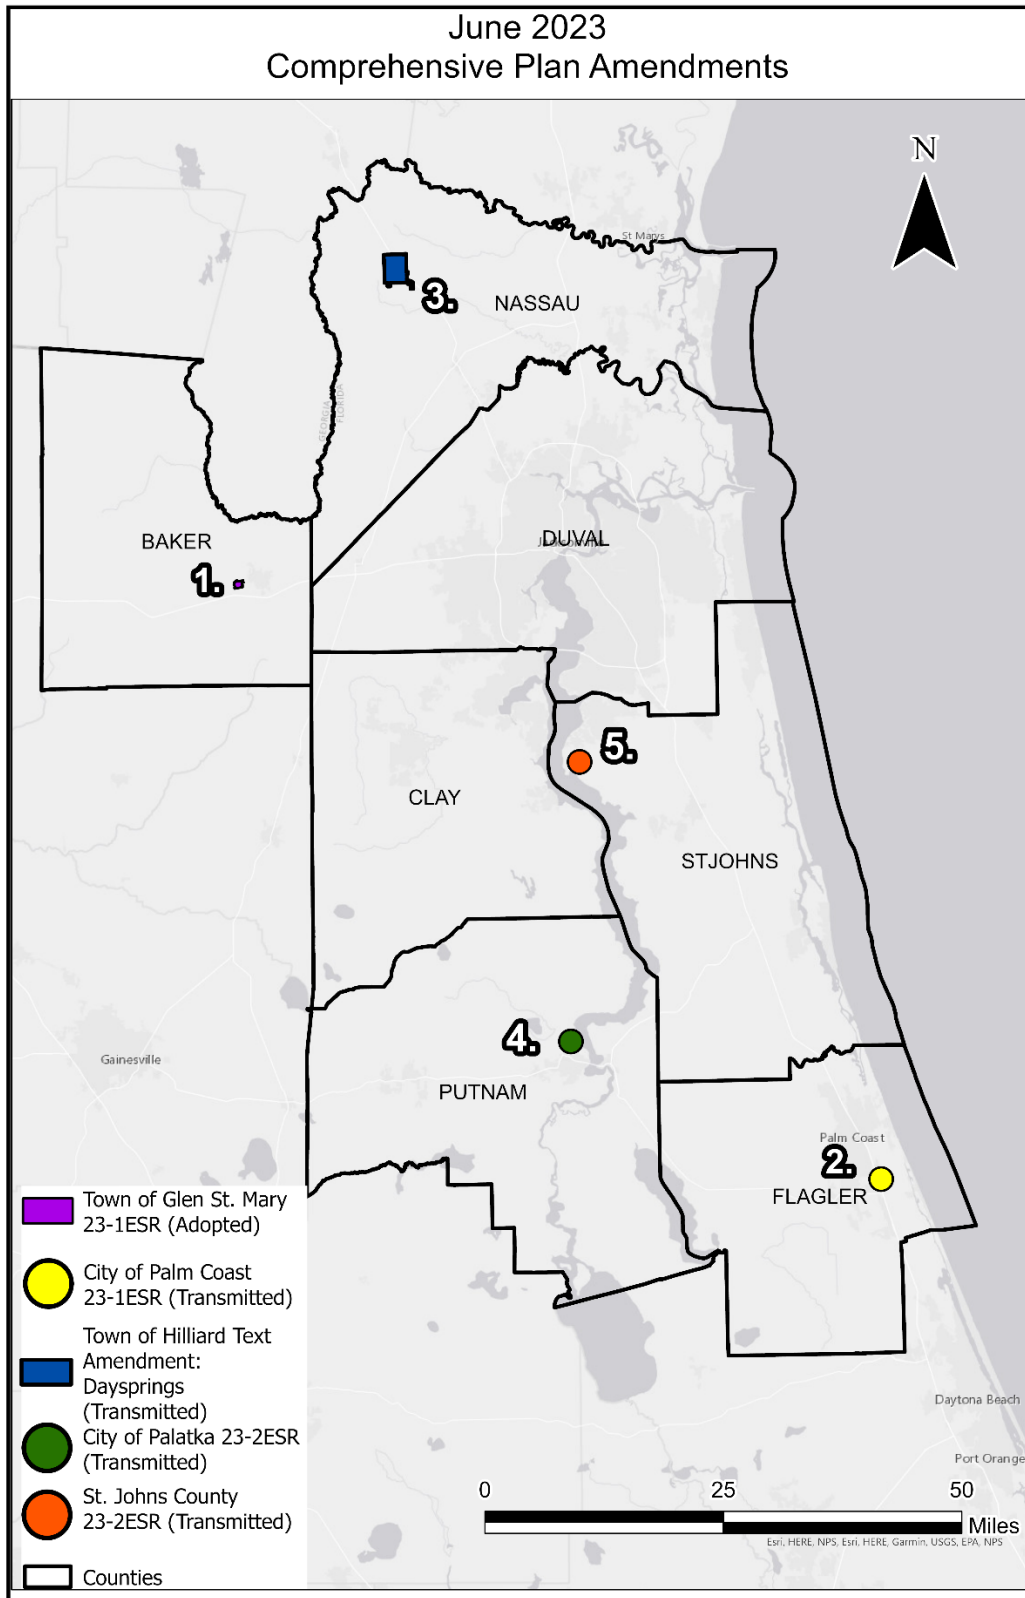 June 2023
Comprehensive Plan Amendments
N
St Marys
3.
NASSAU
GEORGIA
FLORIDA
BAKER
DUVAL
Jacksonville
1.
5.
CLAY
STJOHNS
4.
Gainesville
PUTNAM
Palm Coast
2.
FLAGLER
Town of Glen St. Mary
23-1ESR (Adopted)
City of Palm Coast
23-1ESR (Transmitted)
Town of Hilliard Text
Amendment:
Daysprings
(Transmitted)
City of Palatka 23-2ESR
(Transmitted)
St. Johns County
23-2ESR (Transmitted)
Counties
Daytona Beach
Port Orange
0 25 50
Miles
Esri, HERE, NPS, Esri, HERE, Garmin, USGS, EPA, NPS